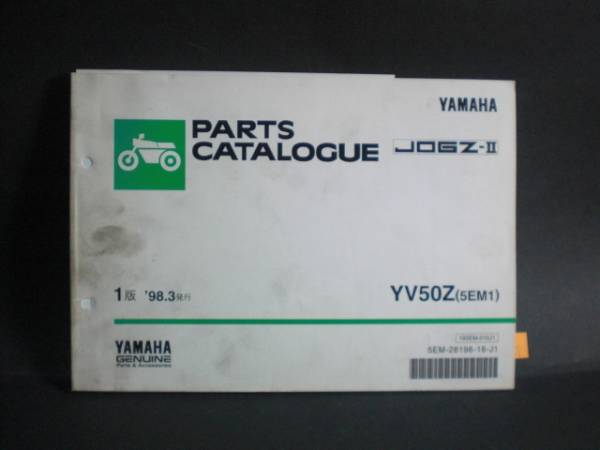 YAMAHA
PARTS
CATALOGUE
JOGZ-II
1版 '98.3発行
YV50Z(5EM1)
5EM-28198-18-J1
YAMAHA
GENUINE
Parts & Accessories